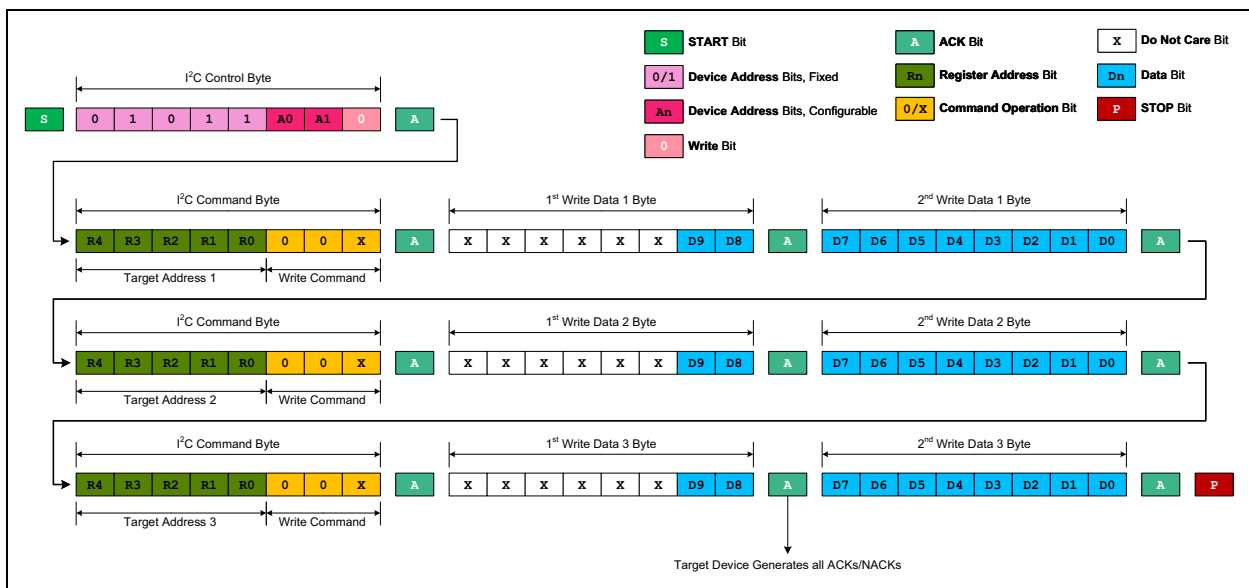 S START Bit
A ACK Bit
X Do Not Care Bit
0/1 Device Address Bits, Fixed
Rn Register Address Bit
Dn Data Bit
An Device Address Bits, Configurable
0/X Command Operation Bit
P STOP Bit
0 Write Bit
I²C Control Byte
S 0 1 0 1 1 A0 A1 0 A
I²C Command Byte 1st Write Data 1 Byte 2nd Write Data 1 Byte
R4 R3 R2 R1 R0 0 0 X A X X X X X X D9 D8 A D7 D6 D5 D4 D3 D2 D1 D0 A
Target Address 1 Write Command
I²C Command Byte 1st Write Data 2 Byte 2nd Write Data 2 Byte
R4 R3 R2 R1 R0 0 0 X A X X X X X X D9 D8 A D7 D6 D5 D4 D3 D2 D1 D0 A
Target Address 2 Write Command
I²C Command Byte 1st Write Data 3 Byte 2nd Write Data 3 Byte
R4 R3 R2 R1 R0 0 0 X A X X X X X X D9 D8 A D7 D6 D5 D4 D3 D2 D1 D0 A P
Target Address 3 Write Command
Target Device Generates all ACKs/NACKs